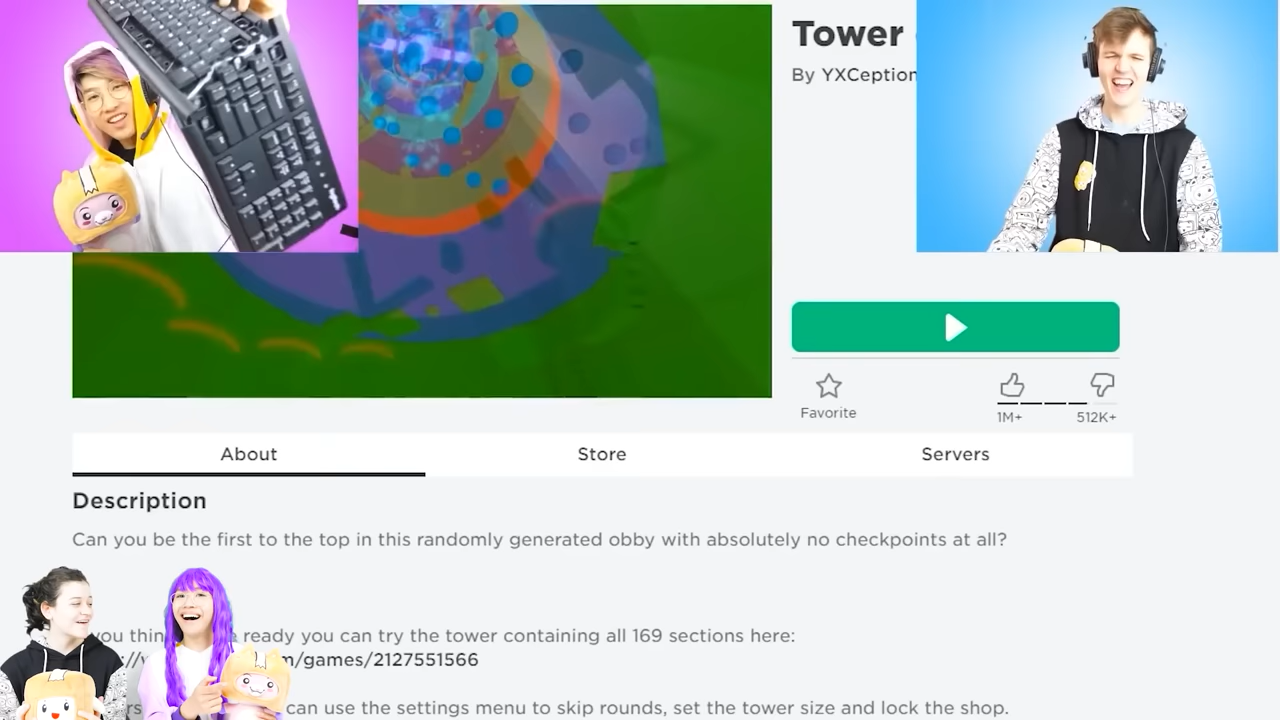 Tower
By YXCeption
Favorite
1M+
512K+
About
Store
Servers
Description
Can you be the first to the top in this randomly generated obby with absolutely no checkpoints at all?
you ready you can try the tower containing all 169 sections here:
/games/2127551566
can use the settings menu to skip rounds, set the tower size and lock the shop.